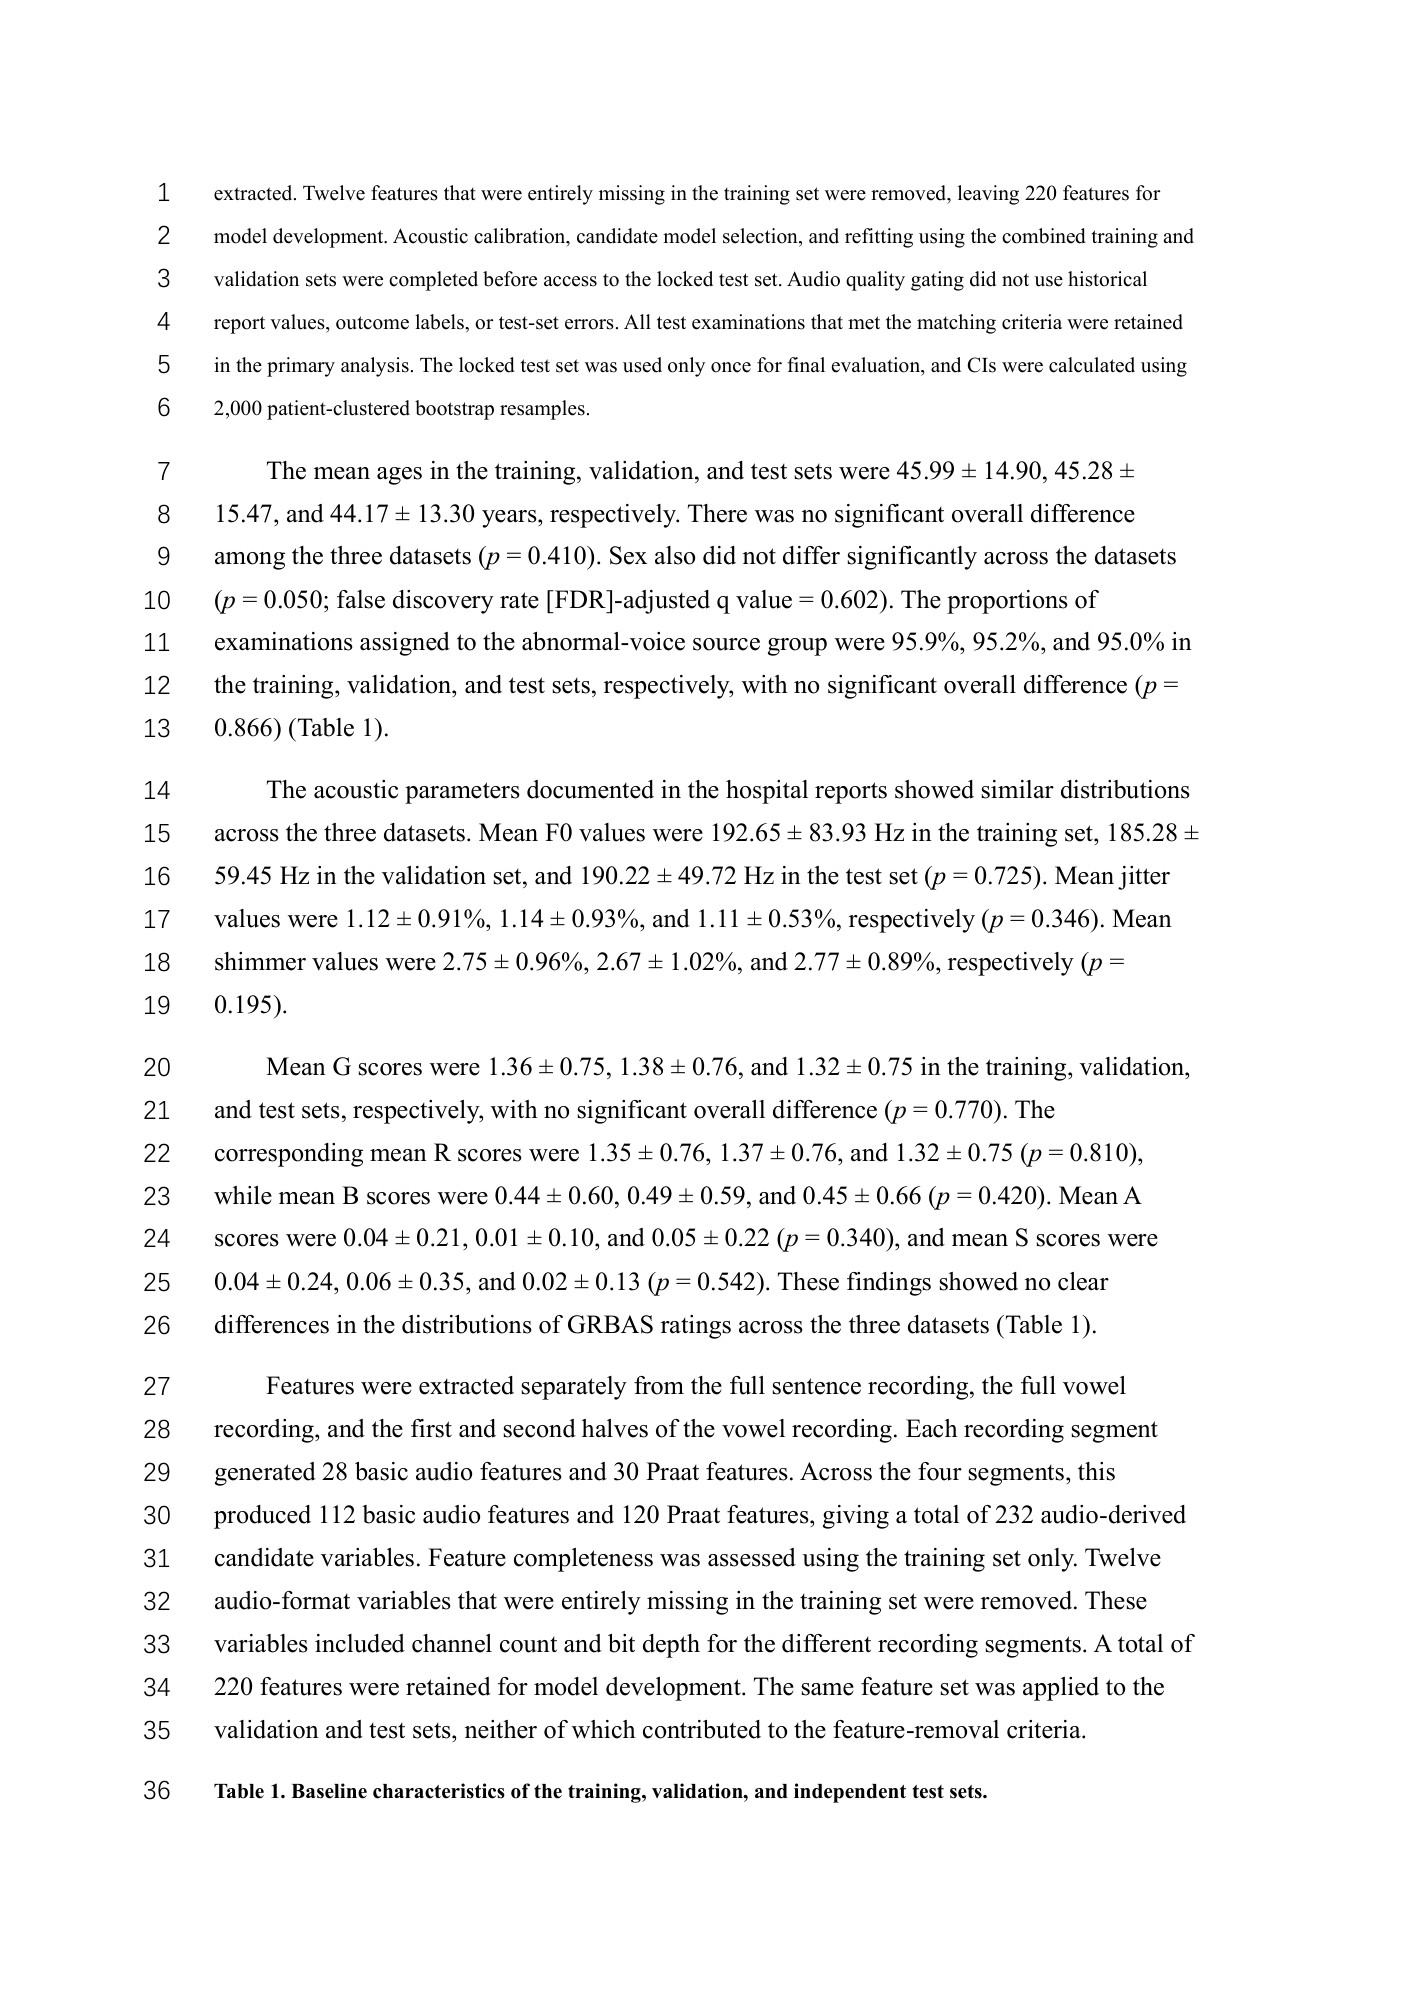 1 extracted. Twelve features that were entirely missing in the training set were removed, leaving 220 features for
2 model development. Acoustic calibration, candidate model selection, and refitting using the combined training and
3 validation sets were completed before access to the locked test set. Audio quality gating did not use historical
4 report values, outcome labels, or test-set errors. All test examinations that met the matching criteria were retained
5 in the primary analysis. The locked test set was used only once for final evaluation, and CIs were calculated using
6 2,000 patient-clustered bootstrap resamples.
7 The mean ages in the training, validation, and test sets were 45.99 ± 14.90, 45.28 ±
8 15.47, and 44.17 ± 13.30 years, respectively. There was no significant overall difference
9 among the three datasets (p = 0.410). Sex also did not differ significantly across the datasets
10 (p = 0.050; false discovery rate [FDR]-adjusted q value = 0.602). The proportions of
11 examinations assigned to the abnormal-voice source group were 95.9%, 95.2%, and 95.0% in
12 the training, validation, and test sets, respectively, with no significant overall difference (p =
13 0.866) (Table 1).
14 The acoustic parameters documented in the hospital reports showed similar distributions
15 across the three datasets. Mean F0 values were 192.65 ± 83.93 Hz in the training set, 185.28 ±
16 59.45 Hz in the validation set, and 190.22 ± 49.72 Hz in the test set (p = 0.725). Mean jitter
17 values were 1.12 ± 0.91%, 1.14 ± 0.93%, and 1.11 ± 0.53%, respectively (p = 0.346). Mean
18 shimmer values were 2.75 ± 0.96%, 2.67 ± 1.02%, and 2.77 ± 0.89%, respectively (p =
19 0.195).
20 Mean G scores were 1.36 ± 0.75, 1.38 ± 0.76, and 1.32 ± 0.75 in the training, validation,
21 and test sets, respectively, with no significant overall difference (p = 0.770). The
22 corresponding mean R scores were 1.35 ± 0.76, 1.37 ± 0.76, and 1.32 ± 0.75 (p = 0.810),
23 while mean B scores were 0.44 ± 0.60, 0.49 ± 0.59, and 0.45 ± 0.66 (p = 0.420). Mean A
24 scores were 0.04 ± 0.21, 0.01 ± 0.10, and 0.05 ± 0.22 (p = 0.340), and mean S scores were
25 0.04 ± 0.24, 0.06 ± 0.35, and 0.02 ± 0.13 (p = 0.542). These findings showed no clear
26 differences in the distributions of GRBAS ratings across the three datasets (Table 1).
27 Features were extracted separately from the full sentence recording, the full vowel
28 recording, and the first and second halves of the vowel recording. Each recording segment
29 generated 28 basic audio features and 30 Praat features. Across the four segments, this
30 produced 112 basic audio features and 120 Praat features, giving a total of 232 audio-derived
31 candidate variables. Feature completeness was assessed using the training set only. Twelve
32 audio-format variables that were entirely missing in the training set were removed. These
33 variables included channel count and bit depth for the different recording segments. A total of
34 220 features were retained for model development. The same feature set was applied to the
35 validation and test sets, neither of which contributed to the feature-removal criteria.
36 Table 1. Baseline characteristics of the training, validation, and independent test sets.